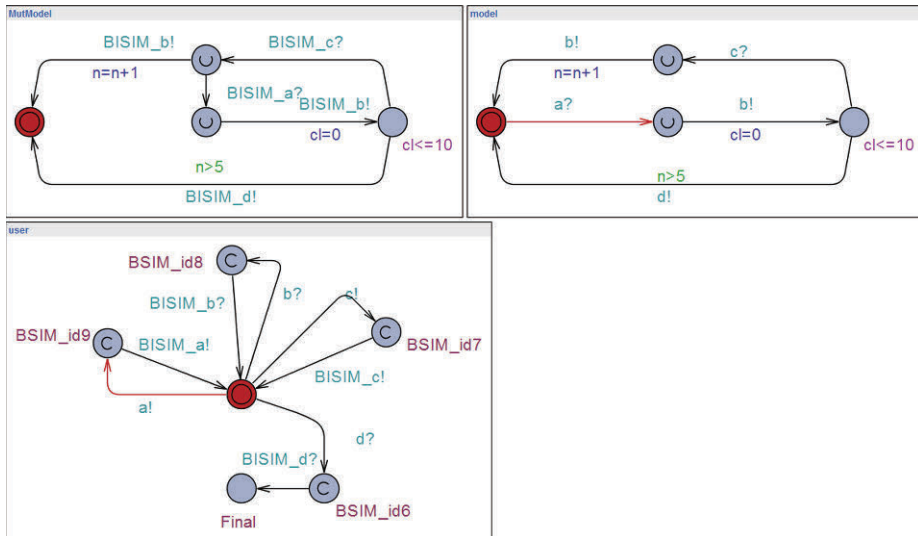 MutModel
BISIM_b!
BISIM_c?
n=n+1
BISIM_a?
BISIM_b!
cl=0
cl<=10
n>5
BISIM_d!
model
b!
c?
n=n+1
a?
b!
cl=0
cl<=10
n>5
d!
user
BSIM_id8
BISIM_b?
b?
c!
BSIM_id9
BISIM_a!
BSIM_id7
BISIM_c!
a!
d?
BISIM_d?
Final
BSIM_id6